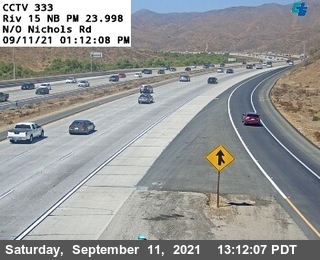 CCTV 333
Riv 15 NB PM 23.998
N/O Nichols Rd
09/11/21 01:12:08 PM
Saturday, September 11, 2021 13:12:07 PDT